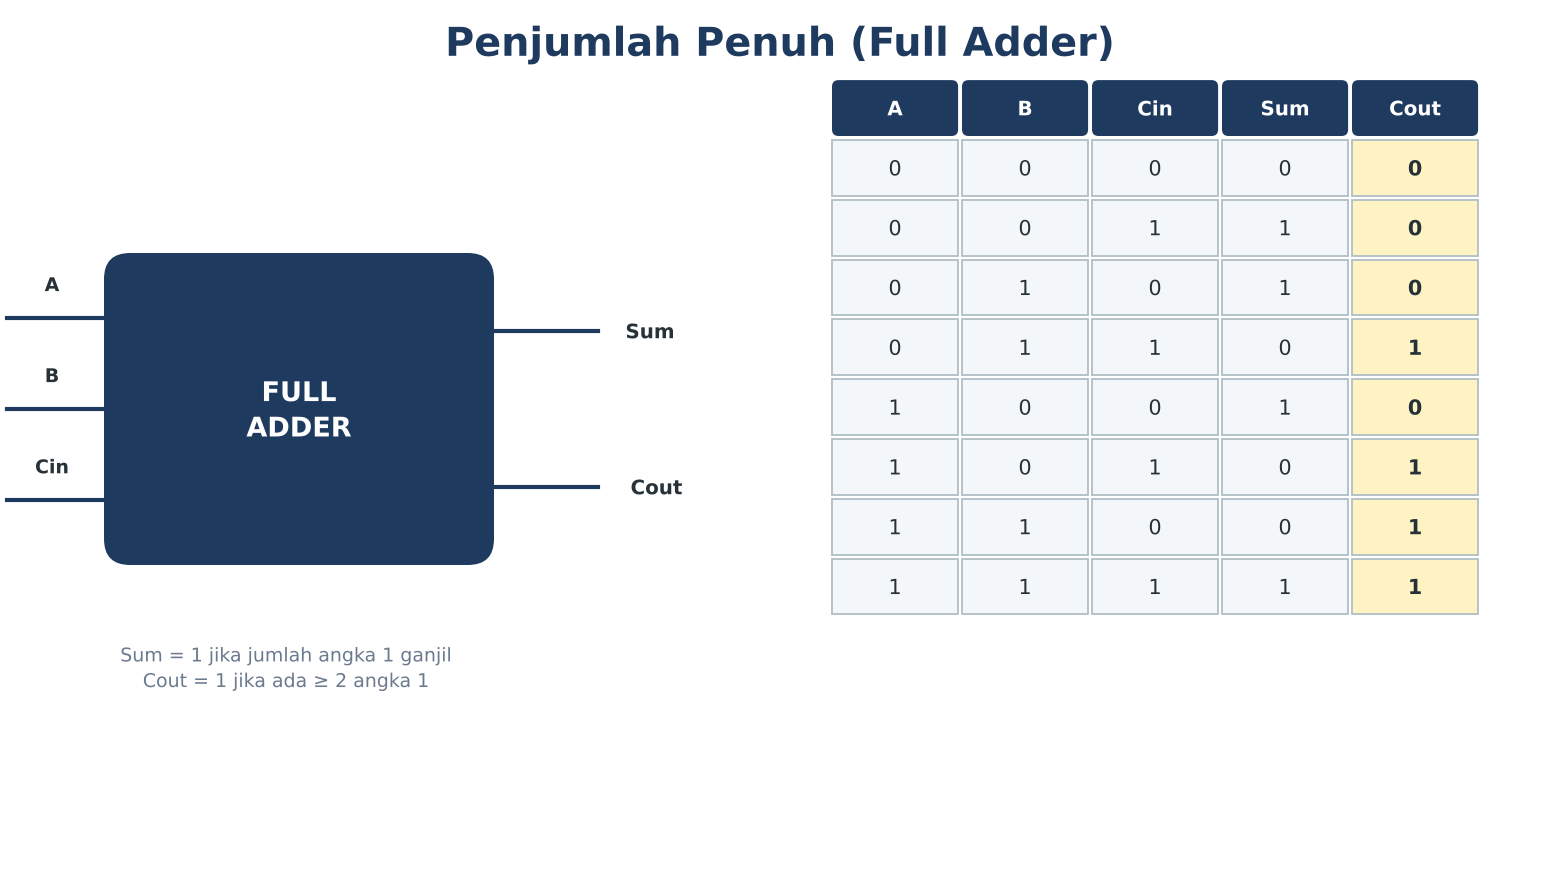 Penjumlah Penuh (Full Adder)
A
B
Cin
FULL
ADDER
Sum
Cout
Sum = 1 jika jumlah angka 1 ganjil
Cout = 1 jika ada ≥ 2 angka 1
A B Cin Sum Cout
0 0 0 0 0
0 0 1 1 0
0 1 0 1 0
0 1 1 0 1
1 0 0 1 0
1 0 1 0 1
1 1 0 0 1
1 1 1 1 1